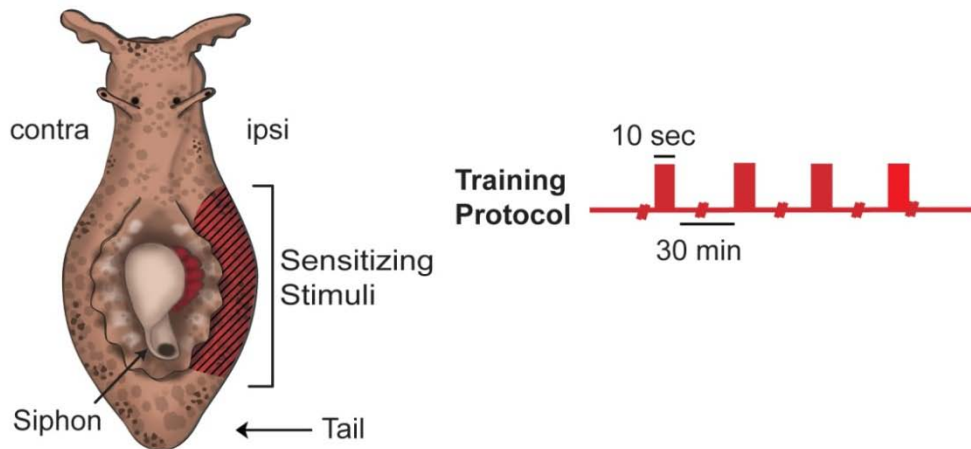 contra
ipsi
Sensitizing
Stimuli
Siphon
Tail
Training
Protocol
10 sec
30 min